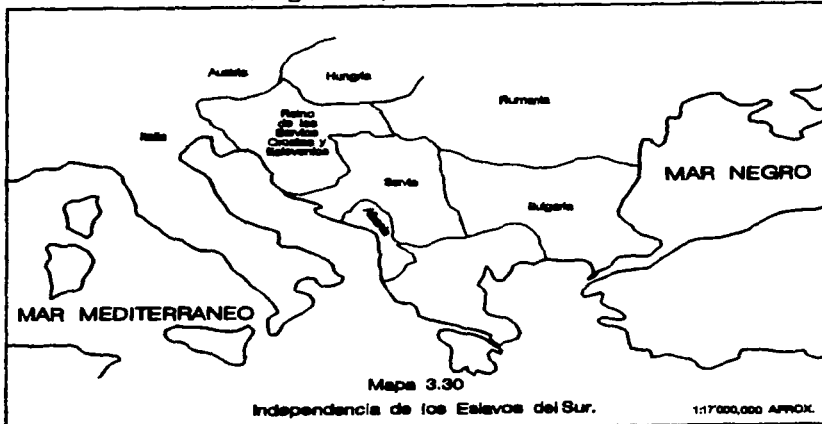 Austria
Hungria
Rumania
Reino
de los
Servios
Croatas y
Italia
MAR NEGRO
Servia
Bulgaria
MAR MEDITERRANEO
Mapa 3.30
Independencia de los Eslavos del Sur.
1:17'000,000 APROX.